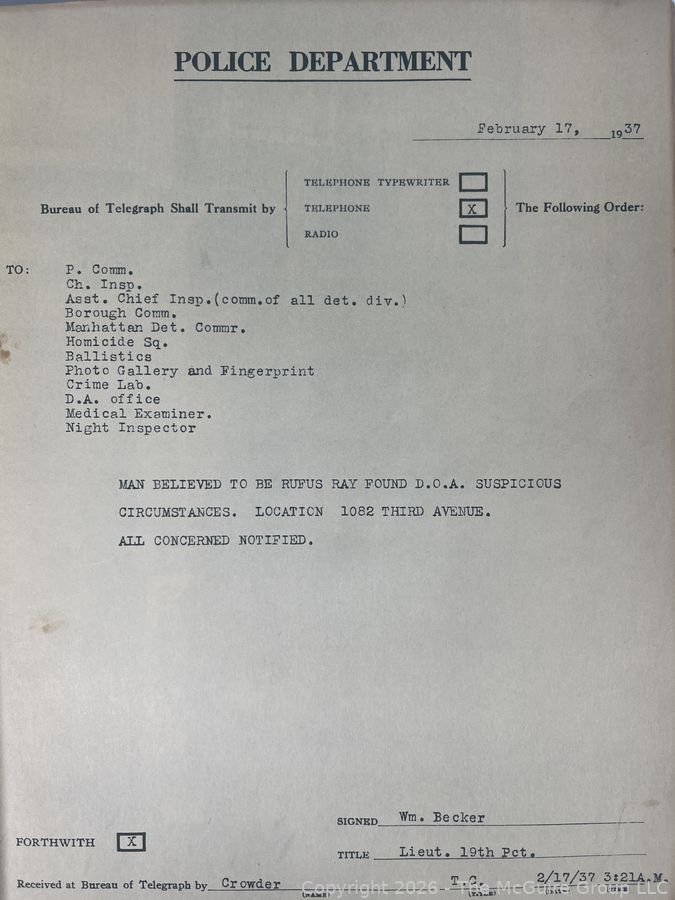 POLICE DEPARTMENT
February 17, 1937
TELEPHONE TYPEWRITER
Bureau of Telegraph Shall Transmit by TELEPHONE X The Following Order:
RADIO
TO: P. Comm.
Ch. Insp.
Asst. Chief Insp.(comm.of all det. div.)
Borough Comm.
Manhattan Det. Commr.
Homicide Sq.
Ballistics
Photo Gallery and Fingerprint
Crime Lab.
D.A. office
Medical Examiner.
Night Inspector
MAN BELIEVED TO BE RUFUS RAY FOUND D.O.A. SUSPICIOUS
CIRCUMSTANCES. LOCATION 1082 THIRD AVENUE.
ALL CONCERNED NOTIFIED.
SIGNED Wm. Becker
FORTHWITH X
TITLE Lieut. 19th Pct.
Received at Bureau of Telegraph by Crowder T.C. 2/17/37 3:21A.M.
(NAME) (TITLE)
Copyright 2026 - The McGuire Group LLC